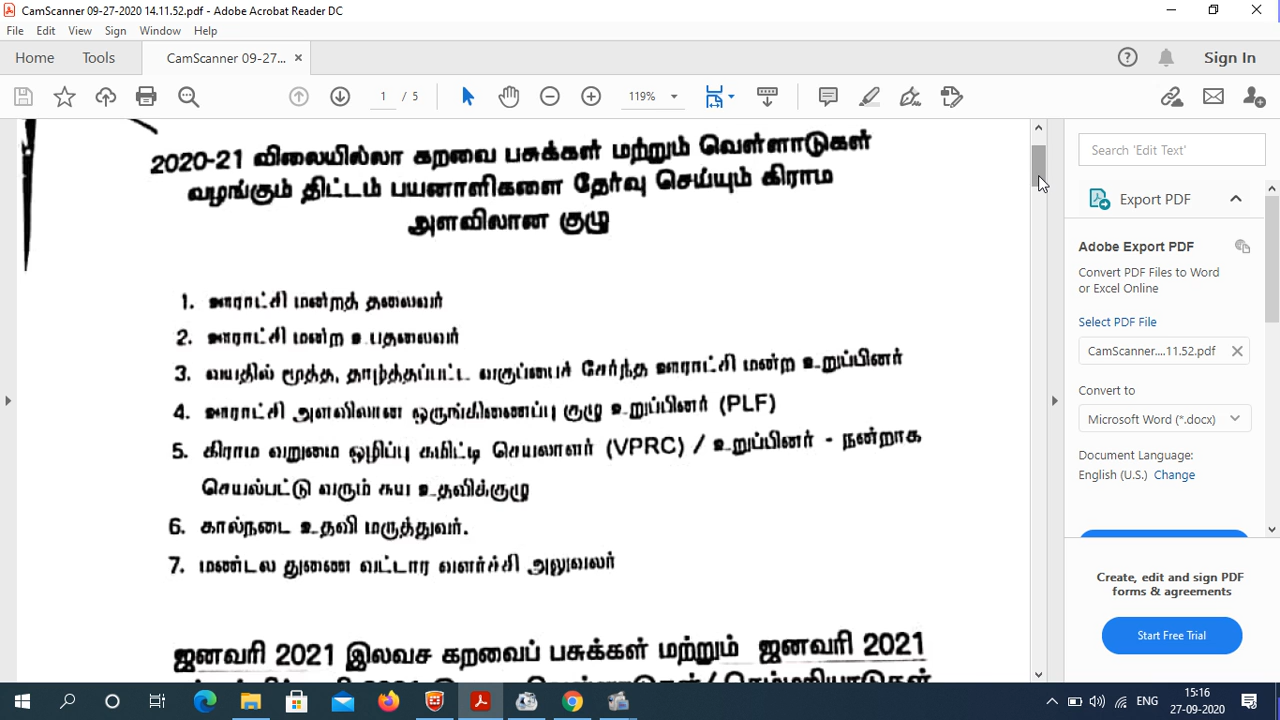 CamScanner 09-27-2020 14.11.52.pdf - Adobe Acrobat Reader DC
File Edit View Sign Window Help
Home Tools CamScanner 09-27... × Sign In
1 / 5 119%
2020-21 விலையில்லா கறவை பசுக்கள் மற்றும் வெள்ளாடுகள்
வழங்கும் திட்டம் பயனாளிகளை தேர்வு செய்யும் கிராம
அளவிலான குழு
1. ஊராட்சி மன்றத் தலைவர்
2. ஊராட்சி மன்ற உபதலைவர்
3. வயதில் மூத்த, தாழ்த்தப்பட்ட வகுப்பைச் சேர்ந்த ஊராட்சி மன்ற உறுப்பினர்
4. ஊராட்சி அளவிலான ஒருங்கிணைப்பு குழு உறுப்பினர் (PLF)
5. கிராம வறுமை ஒழிப்பு கமிட்டி செயலாளர் (VPRC) / உறுப்பினர் - நன்றாக
செயல்பட்டு வரும் சுய உதவிக்குழு
6. கால்நடை உதவி மருத்துவர்.
7. மண்டல துணை வட்டார வளர்ச்சி அலுவலர்
ஜனவரி 2021 இலவச கறவைப் பசுக்கள் மற்றும் ஜனவரி 2021
Search 'Edit Text'
Export PDF
Adobe Export PDF
Convert PDF Files to Word
or Excel Online
Select PDF File
CamScanner....11.52.pdf
Convert to
Microsoft Word (*.docx)
Document Language:
English (U.S.) Change
Create, edit and sign PDF
forms & agreements
Start Free Trial
ENG 15:16
27-09-2020